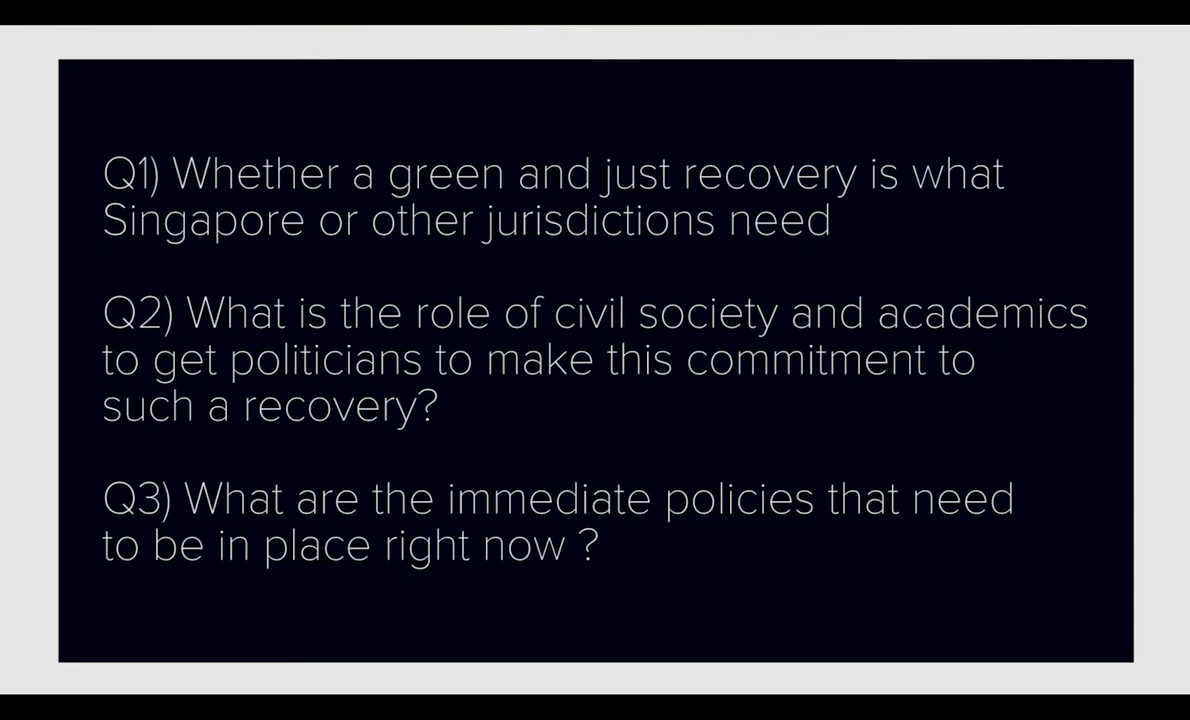 Q1) Whether a green and just recovery is what
Singapore or other jurisdictions need
Q2) What is the role of civil society and academics
to get politicians to make this commitment to
such a recovery?
Q3) What are the immediate policies that need
to be in place right now ?